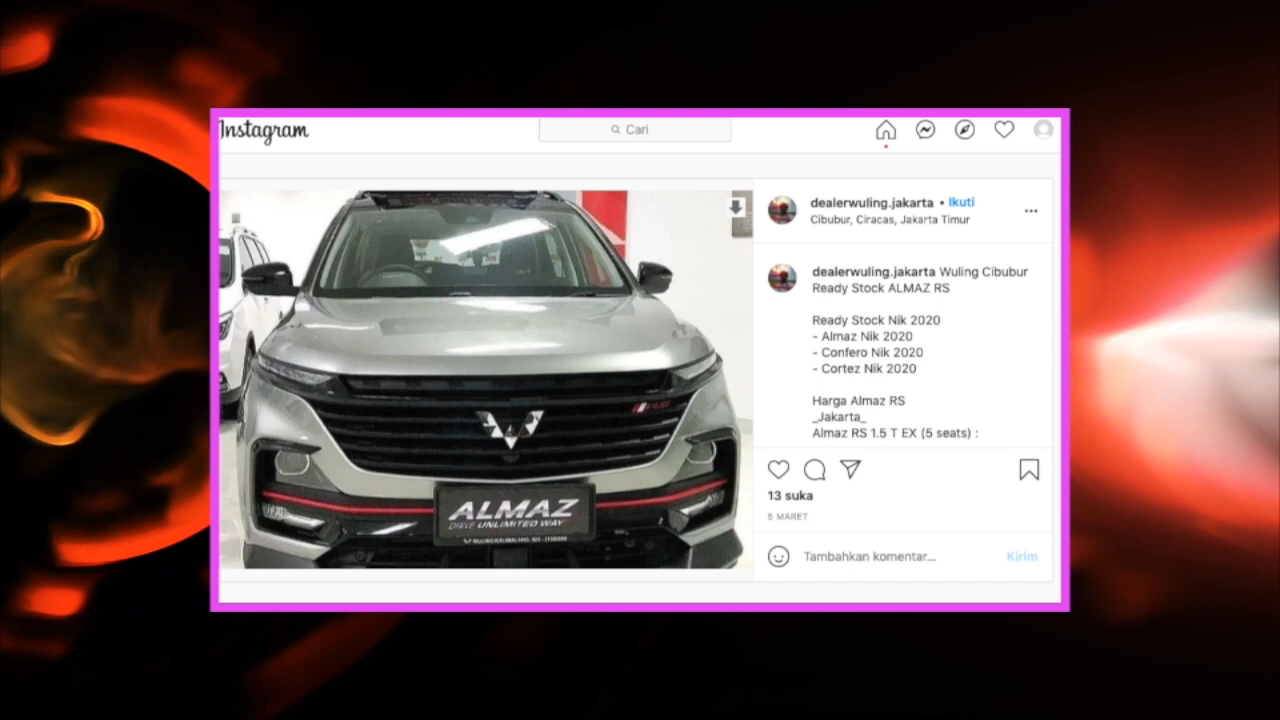 Instagram
Cari
dealerwuling.jakarta • Ikuti
Cibubur, Ciracas, Jakarta Timur
dealerwuling.jakarta Wuling Cibubur
Ready Stock ALMAZ RS
Ready Stock Nik 2020
- Almaz Nik 2020
- Confero Nik 2020
- Cortez Nik 2020
Harga Almaz RS
_Jakarta_
Almaz RS 1.5 T EX (5 seats) :
13 suka
5 MARET
Tambahkan komentar... Kirim
RS
ALMAZ
DRIVE UNLIMITED WAY